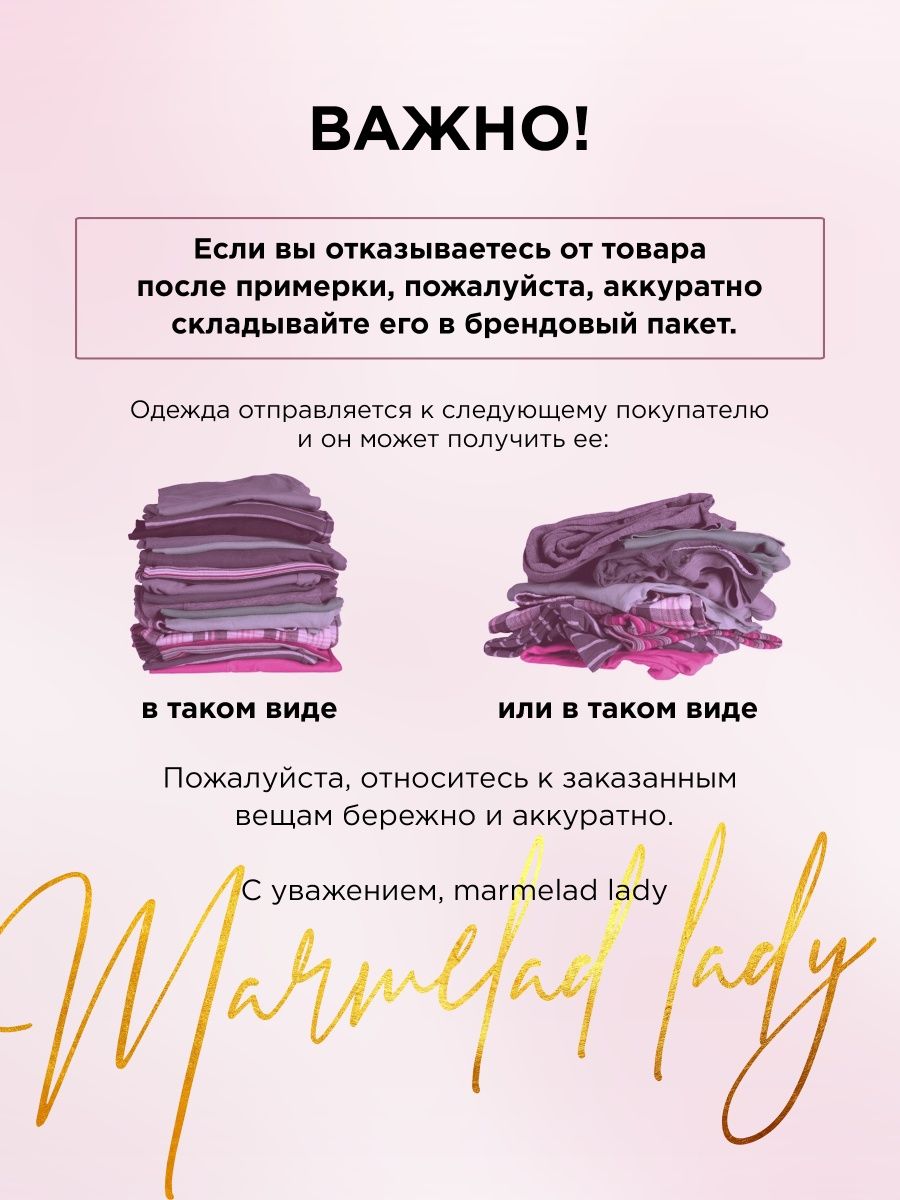 ВАЖНО!
Если вы отказываетесь от товара
после примерки, пожалуйста, аккуратно
складывайте его в брендовый пакет.
Одежда отправляется к следующему покупателю
и он может получить ее:
в таком виде
или в таком виде
Пожалуйста, относитесь к заказанным
вещам бережно и аккуратно.
С уважением, marmelad lady
Marmelad lady